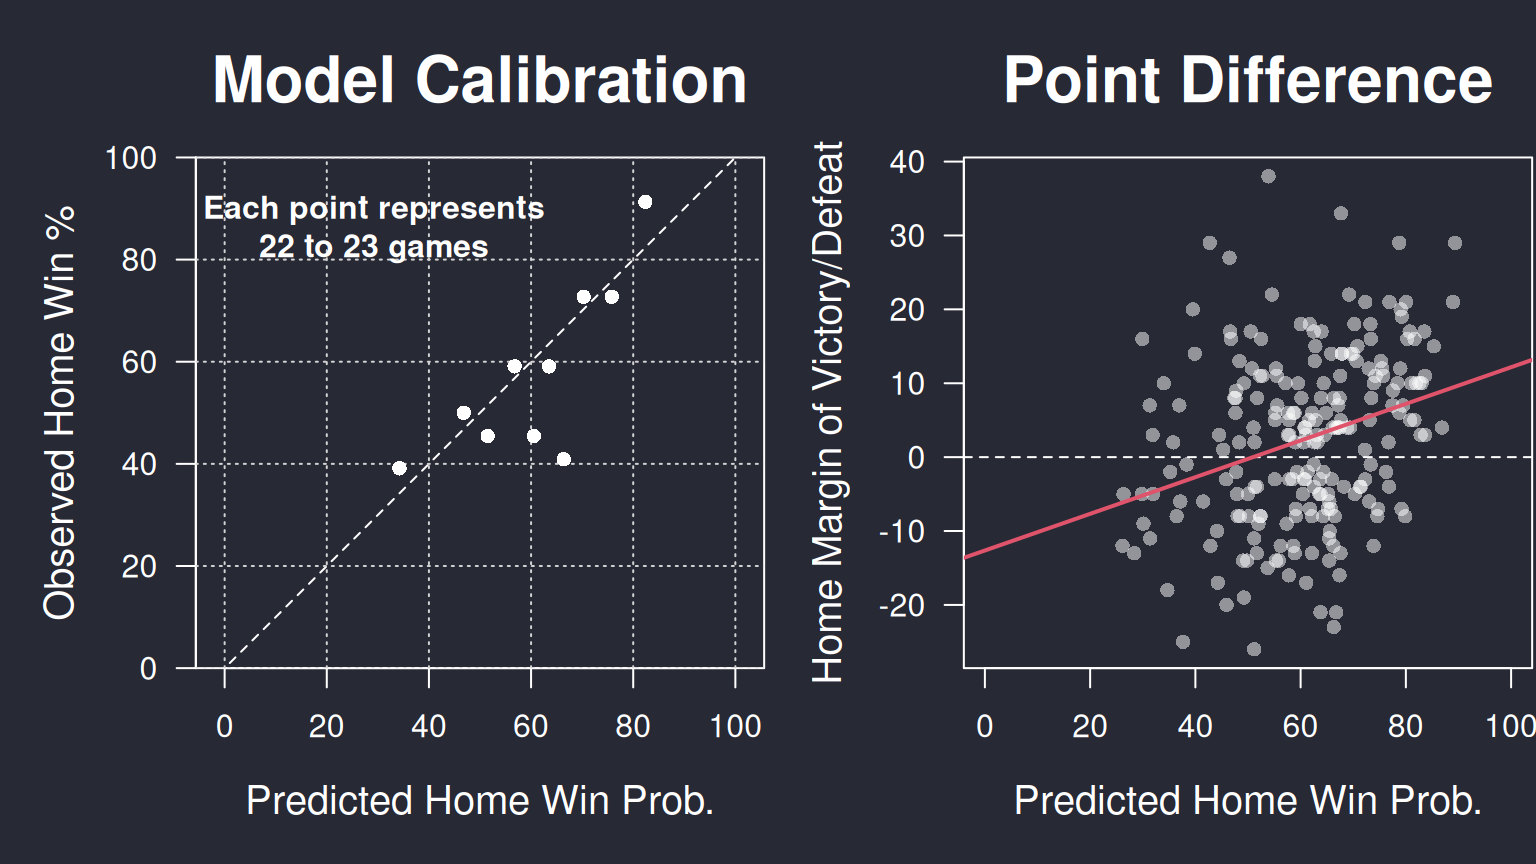 Model Calibration
Observed Home Win %
100
80
60
40
20
0
Each point represents
22 to 23 games
0 20 40 60 80 100
Predicted Home Win Prob.
Point Difference
Home Margin of Victory/Defeat
40
30
20
10
0
-10
-20
0 20 40 60 80 100
Predicted Home Win Prob.